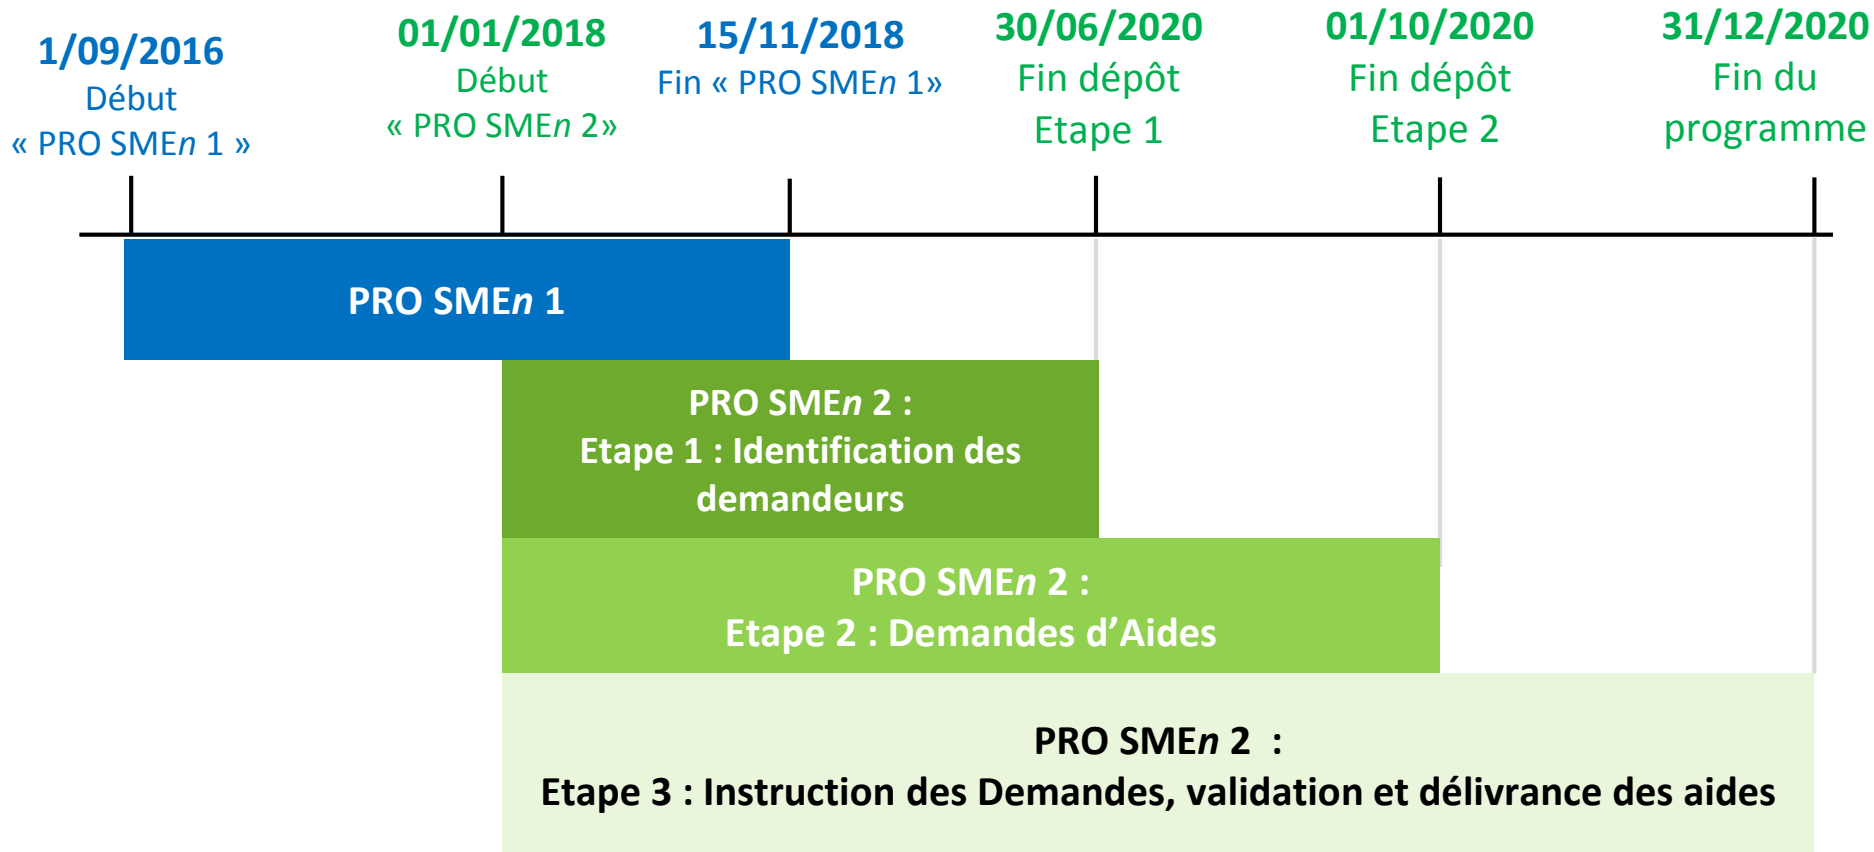 1/09/2016
Début
« PRO SMEn 1 »
01/01/2018
Début
« PRO SMEn 2»
15/11/2018
Fin « PRO SMEn 1»
30/06/2020
Fin dépôt
Etape 1
01/10/2020
Fin dépôt
Etape 2
31/12/2020
Fin du
programme
PRO SMEn 1
PRO SMEn 2 :
Etape 1 : Identification des
demandeurs
PRO SMEn 2 :
Etape 2 : Demandes d’Aides
PRO SMEn 2 :
Etape 3 : Instruction des Demandes, validation et délivrance des aides